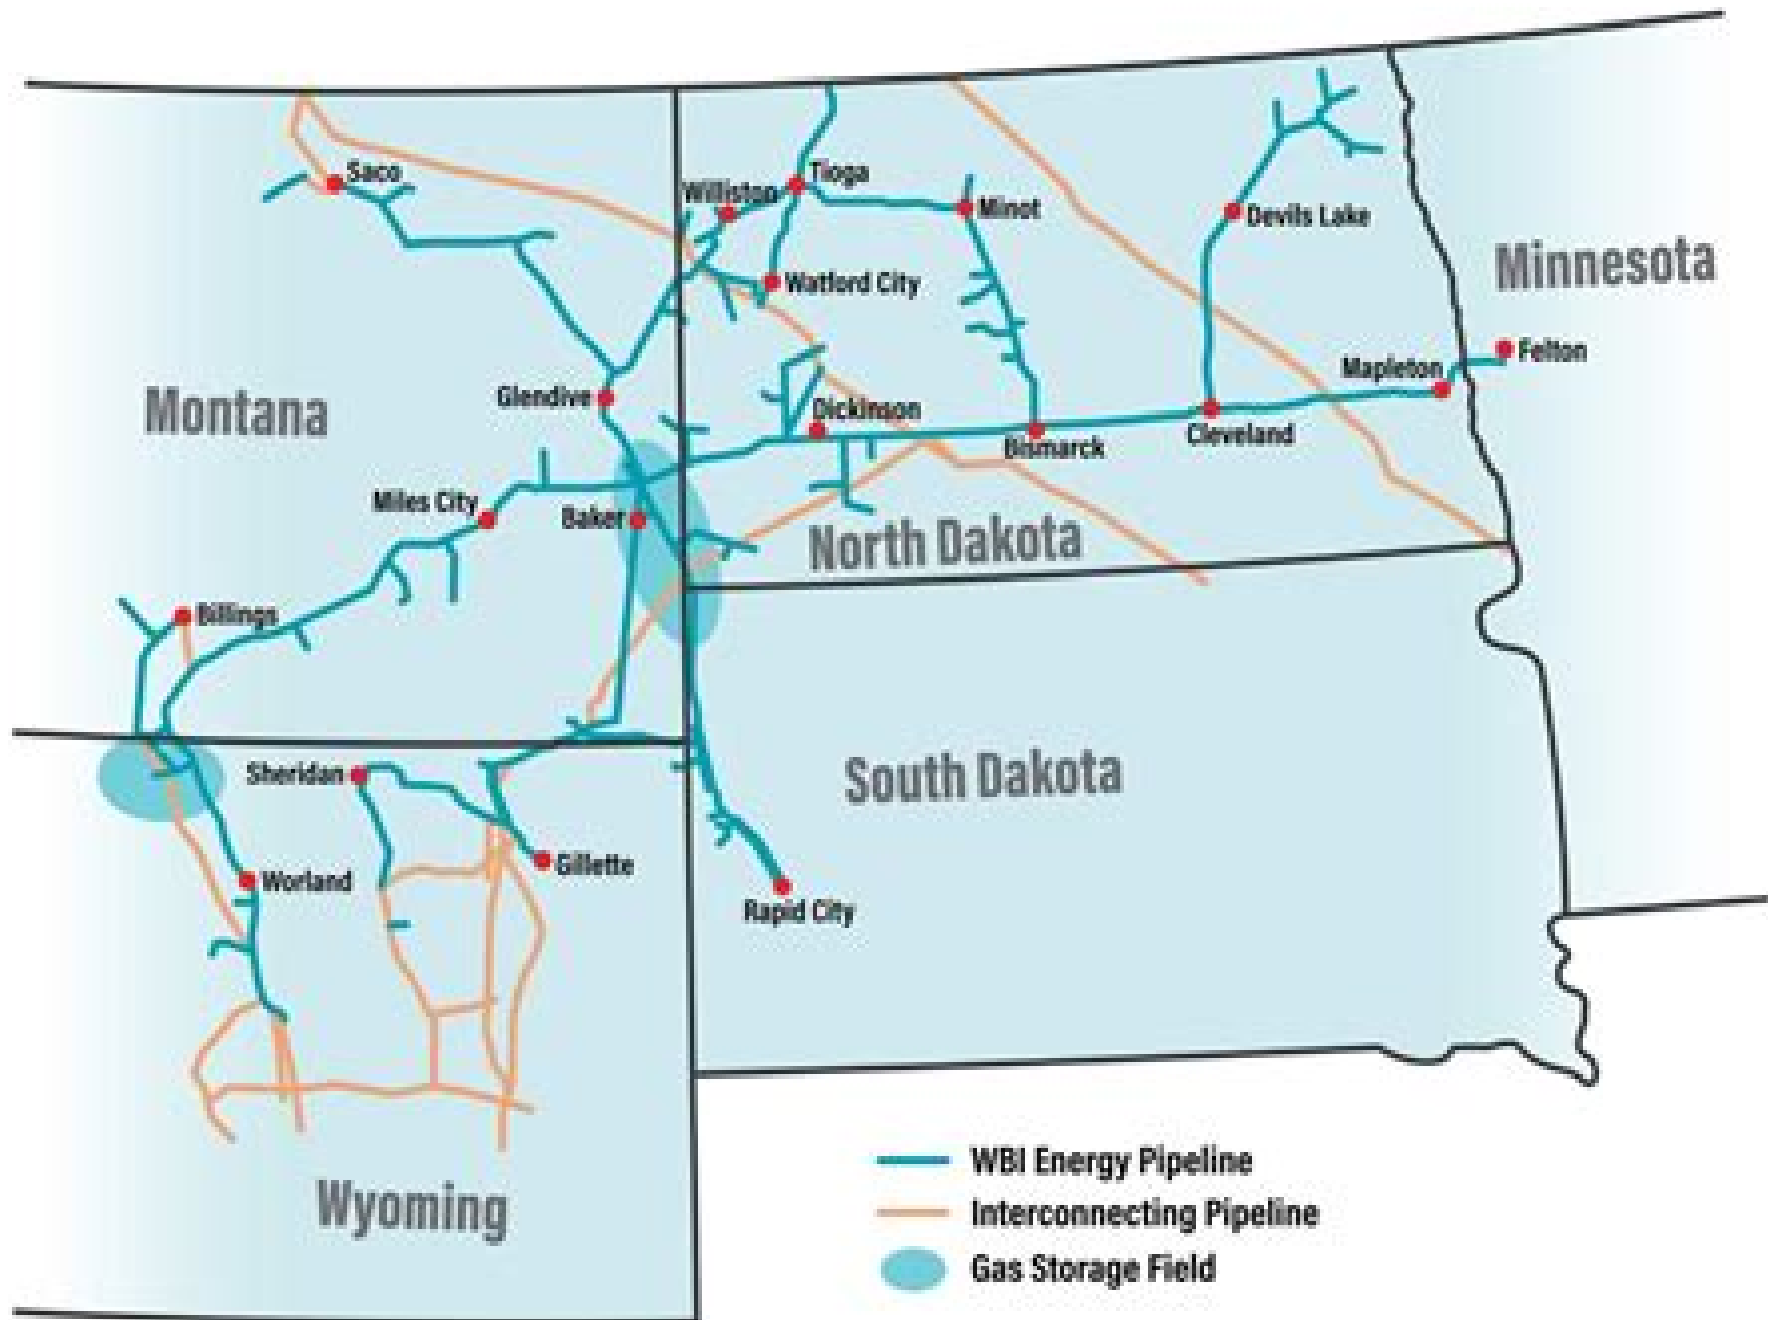 Saco
Williston
Tioga
Minot
Devils Lake
Minnesota
Watford City
Felton
Mapleton
Glendive
Montana
Dickinson
Bismarck
Cleveland
Miles City
Baker
North Dakota
Billings
Sheridan
South Dakota
Gillette
Worland
Rapid City
WBI Energy Pipeline
Interconnecting Pipeline
Wyoming
Gas Storage Field